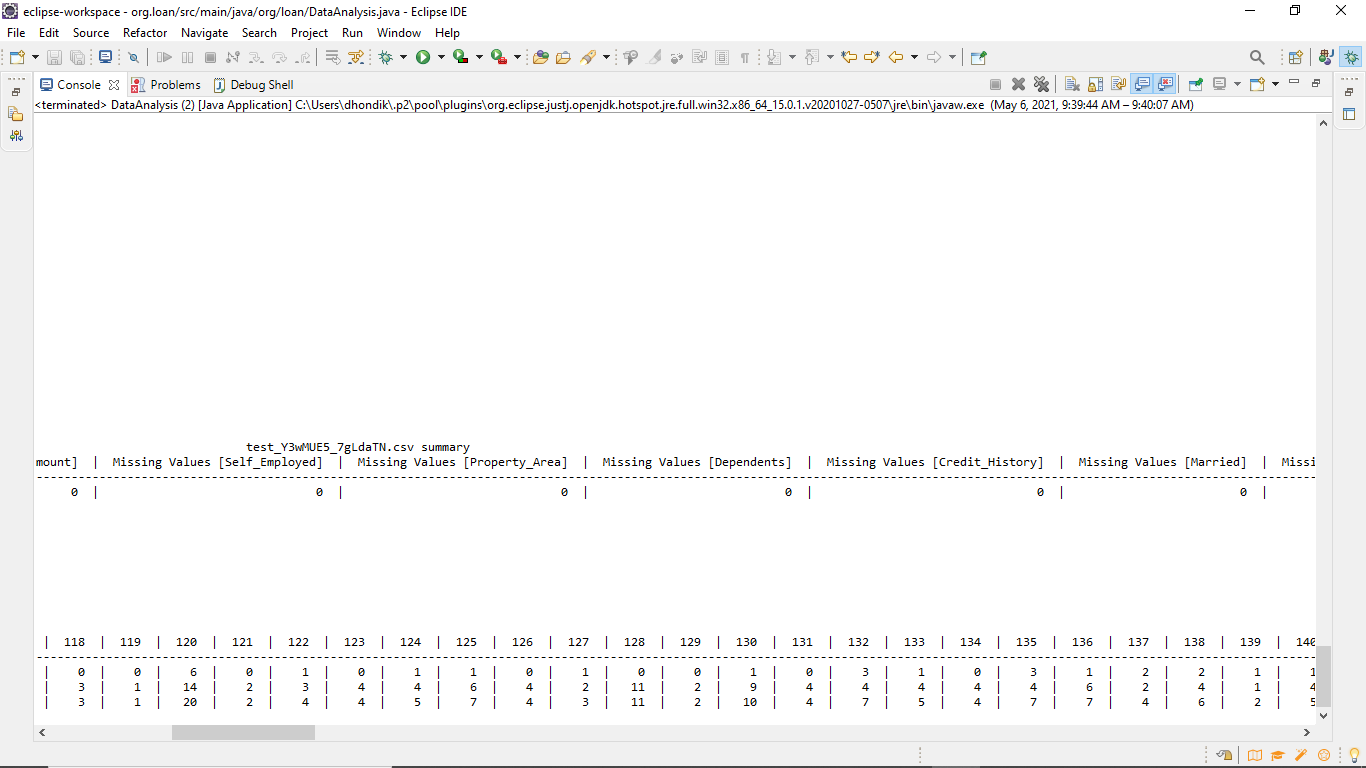 eclipse-workspace - org.loan/src/main/java/org/loan/DataAnalysis.java - Eclipse IDE
File Edit Source Refactor Navigate Search Project Run Window Help
Console Problems Debug Shell
<terminated> DataAnalysis (2) [Java Application] C:\Users\dhondik\.p2\pool\plugins\org.eclipse.justj.openjdk.hotspot.jre.full.win32.x86_64_15.0.1.v20201027-0507\jre\bin\javaw.exe (May 6, 2021, 9:39:44 AM – 9:40:07 AM)
test_Y3wMUE5_7gLdaTN.csv summary
mount] | Missing Values [Self_Employed] | Missing Values [Property_Area] | Missing Values [Dependents] | Missing Values [Credit_History] | Missing Values [Married] | Missi
0 | 0 | 0 | 0 | 0 | 0 |
| 118 | 119 | 120 | 121 | 122 | 123 | 124 | 125 | 126 | 127 | 128 | 129 | 130 | 131 | 132 | 133 | 134 | 135 | 136 | 137 | 138 | 139 | 140
| 0 | 0 | 6 | 0 | 1 | 0 | 1 | 1 | 0 | 1 | 0 | 0 | 1 | 0 | 3 | 1 | 0 | 3 | 1 | 2 | 2 | 1 | 1
| 3 | 1 | 14 | 2 | 3 | 4 | 4 | 6 | 4 | 2 | 11 | 2 | 9 | 4 | 4 | 4 | 4 | 4 | 6 | 2 | 4 | 1 | 4
| 3 | 1 | 20 | 2 | 4 | 4 | 5 | 7 | 4 | 3 | 11 | 2 | 10 | 4 | 7 | 5 | 4 | 7 | 7 | 4 | 6 | 2 | 5